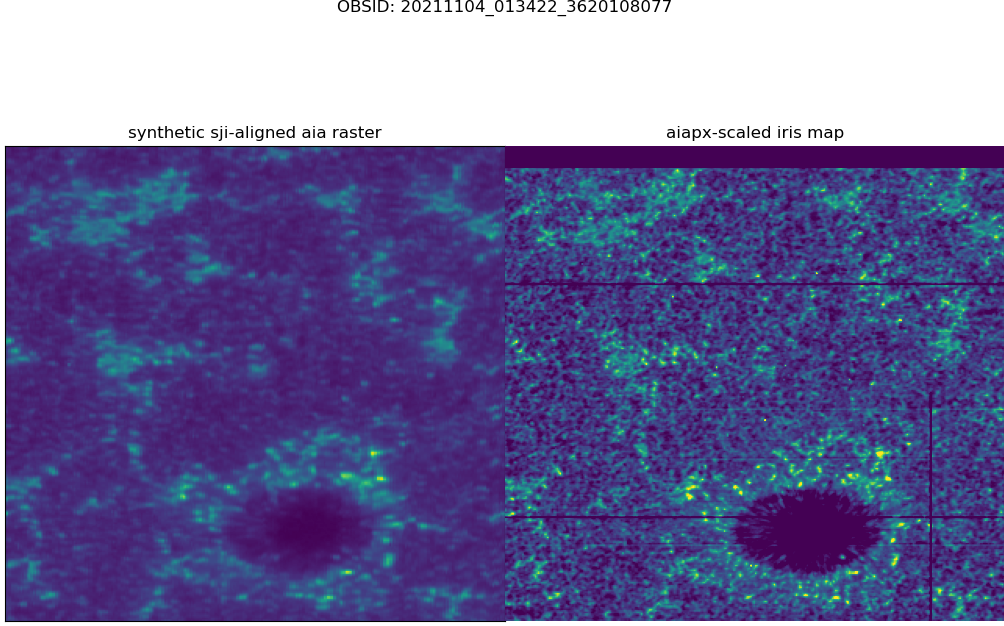 OBSID: 20211104_013422_3620108077
synthetic sji-aligned aia raster
aiapx-scaled iris map